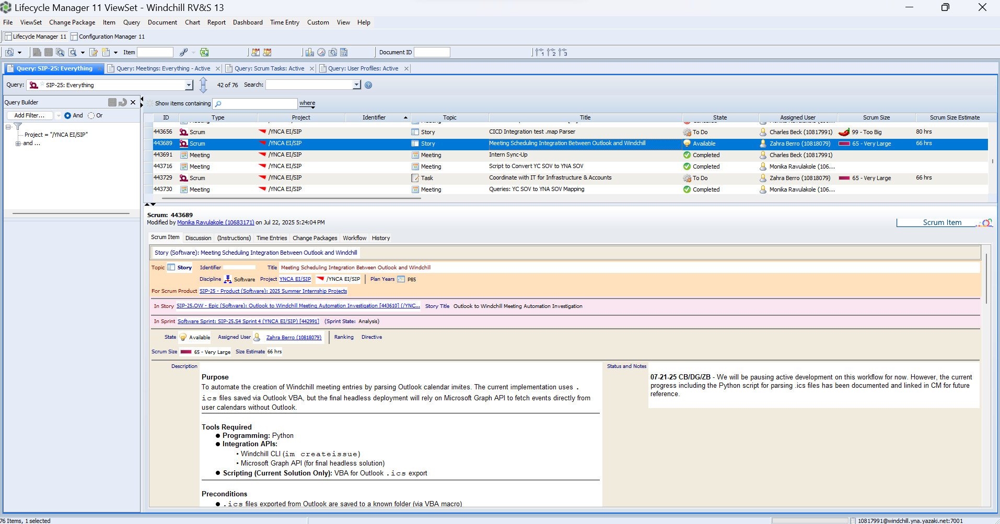 Lifecycle Manager 11 ViewSet - Windchill RV&S 13
File ViewSet Change Package Item Query Document Chart Report Dashboard Time Entry Custom View Help
Lifecycle Manager 11 Configuration Manager 11
Item Document ID 1 2 3
Query: SIP-25: Everything Query: Meetings: Everything - Active Query: Scrum Tasks: Active Query: User Profiles: Active
Query: SIP-25: Everything 42 of 76 Search:
Query Builder
Show items containing where
Add Filter... And Or
Project = "/YNCA EI/SIP"
and ...
ID Type Project Identifier Topic Title State Assigned User Scrum Size Scrum Size Estimate
443656 Scrum /YNCA EI/SIP Story CICD Integration test .map Parser To Do Charles Beck (10817991) 99 - Too Big 80 hrs
443689 Scrum /YNCA EI/SIP Story Meeting Scheduling Integration Between Outlook and Windchill Available Zahra Berro (10818079) 65 - Very Large 66 hrs
443691 Meeting /YNCA EI/SIP Meeting Intern Sync-Up Completed Charles Beck (10817991)
443716 Meeting /YNCA EI/SIP Meeting Script to Convert YC SOV to YNA SOV Completed Monika Ravulakole (106...
443729 Scrum /YNCA EI/SIP Task Coordinate with IT for Infrastructure & Accounts To Do Zahra Berro (10818079) 65 - Very Large 66 hrs
443730 Meeting /YNCA EI/SIP Meeting Queries: YC SOV to YNA SOV Mapping Completed Monika Ravulakole (106...
Scrum: 443689
Modified by Monika Ravulakole (10683171) on Jul 22, 2025 5:24:04 PM
Scrum Item
Scrum Item Discussion (Instructions) Time Entries Change Packages Workflow History
Story (Software): Meeting Scheduling Integration Between Outlook and Windchill
Topic Story Identifier Title Meeting Scheduling Integration Between Outlook and Windchill
Discipline Software Project YNCA EI/SIP /YNCA EI/SIP Plan Years P85
For Scrum Product SIP-25 - Product (Software): 2025 Summer Internship Projects
In Story SIP-25.OW - Epic (Software): Outlook to Windchill Meeting Automation Investigation [443610] (/YNC... Story Title Outlook to Windchill Meeting Automation Investigation
In Sprint Software Sprint: SIP-25.S4 Sprint 4 (YNCA EI/SIP) [442991] (Sprint State: Analysis)
State Available Assigned User Zahra Berro (10818079) Ranking Directive
Scrum Size 65 - Very Large Size Estimate 66 hrs
Description
Purpose
To automate the creation of Windchill meeting entries by parsing Outlook calendar invites. The current implementation uses .
ics files saved via Outlook VBA, but the final headless deployment will rely on Microsoft Graph API to fetch events directly from
user calendars without Outlook.
Tools Required
● Programming: Python
● Integration APIs:
• Windchill CLI (im createissue)
• Microsoft Graph API (for final headless solution)
● Scripting (Current Solution Only): VBA for Outlook .ics export
Preconditions
● .ics files exported from Outlook are saved to a known folder (via VBA macro)
Status and Notes
07-21-25 CB/DG/ZB - We will be pausing active development on this workflow for now. However, the current
progress including the Python script for parsing .ics files has been documented and linked in CM for future
reference.
76 Items, 1 selected
10817991@windchill.yna.yazaki.net:7001